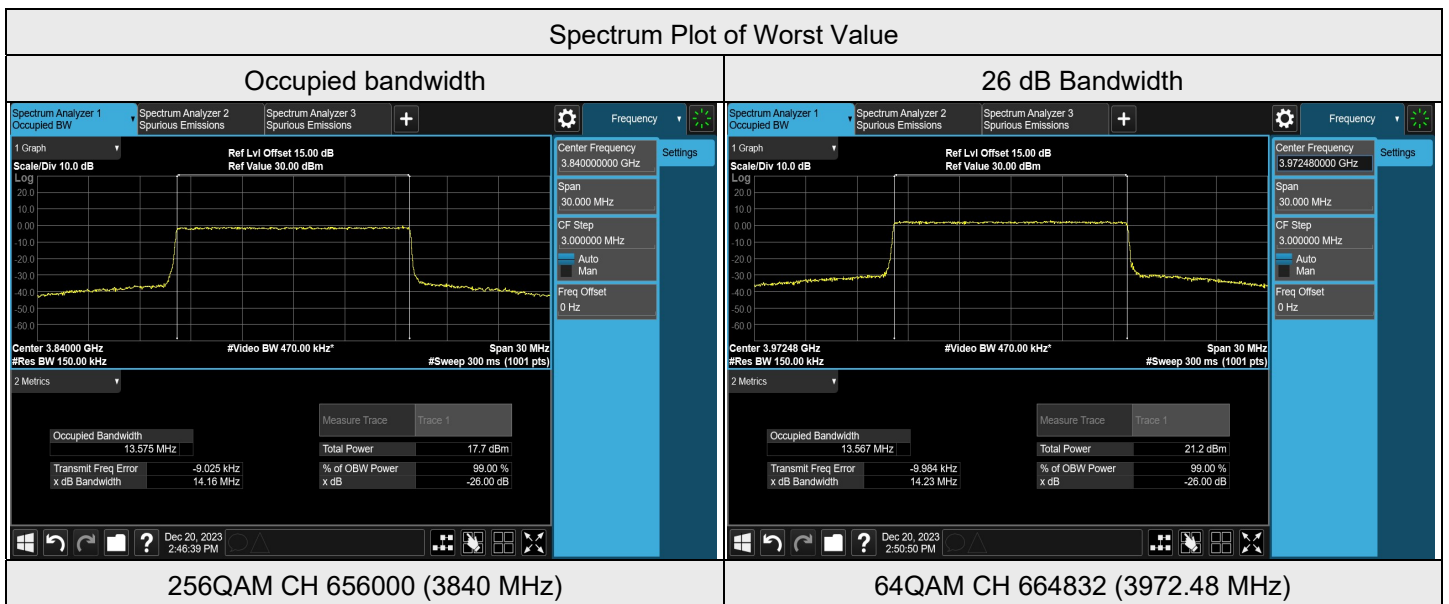 Spectrum Plot of Worst Value
Occupied bandwidth
26 dB Bandwidth
Spectrum Analyzer 1
Occupied BW
Spectrum Analyzer 2
Spurious Emissions
Spectrum Analyzer 3
Spurious Emissions
+
Frequency
1 Graph
Scale/Div 10.0 dB
Ref Lvl Offset 15.00 dB
Ref Value 30.00 dBm
Log
20.0
10.0
0.00
-10.0
-20.0
-30.0
-40.0
-50.0
-60.0
Center 3.84000 GHz
#Res BW 150.00 kHz
#Video BW 470.00 kHz*
Span 30 MHz
#Sweep 300 ms (1001 pts)
Center Frequency
3.840000000 GHz
Settings
Span
30.000 MHz
CF Step
3.000000 MHz
Auto
Man
Freq Offset
0 Hz
2 Metrics
Measure Trace Trace 1
Occupied Bandwidth
13.575 MHz
Total Power 17.7 dBm
Transmit Freq Error -9.025 kHz
% of OBW Power 99.00 %
x dB Bandwidth 14.16 MHz
x dB -26.00 dB
?
Dec 20, 2023
2:46:39 PM
Spectrum Analyzer 1
Occupied BW
Spectrum Analyzer 2
Spurious Emissions
Spectrum Analyzer 3
Spurious Emissions
+
Frequency
1 Graph
Scale/Div 10.0 dB
Ref Lvl Offset 15.00 dB
Ref Value 30.00 dBm
Log
20.0
10.0
0.00
-10.0
-20.0
-30.0
-40.0
-50.0
-60.0
Center 3.97248 GHz
#Res BW 150.00 kHz
#Video BW 470.00 kHz*
Span 30 MHz
#Sweep 300 ms (1001 pts)
Center Frequency
3.972480000 GHz
Settings
Span
30.000 MHz
CF Step
3.000000 MHz
Auto
Man
Freq Offset
0 Hz
2 Metrics
Measure Trace Trace 1
Occupied Bandwidth
13.567 MHz
Total Power 21.2 dBm
Transmit Freq Error -9.984 kHz
% of OBW Power 99.00 %
x dB Bandwidth 14.23 MHz
x dB -26.00 dB
?
Dec 20, 2023
2:50:50 PM
256QAM CH 656000 (3840 MHz)
64QAM CH 664832 (3972.48 MHz)